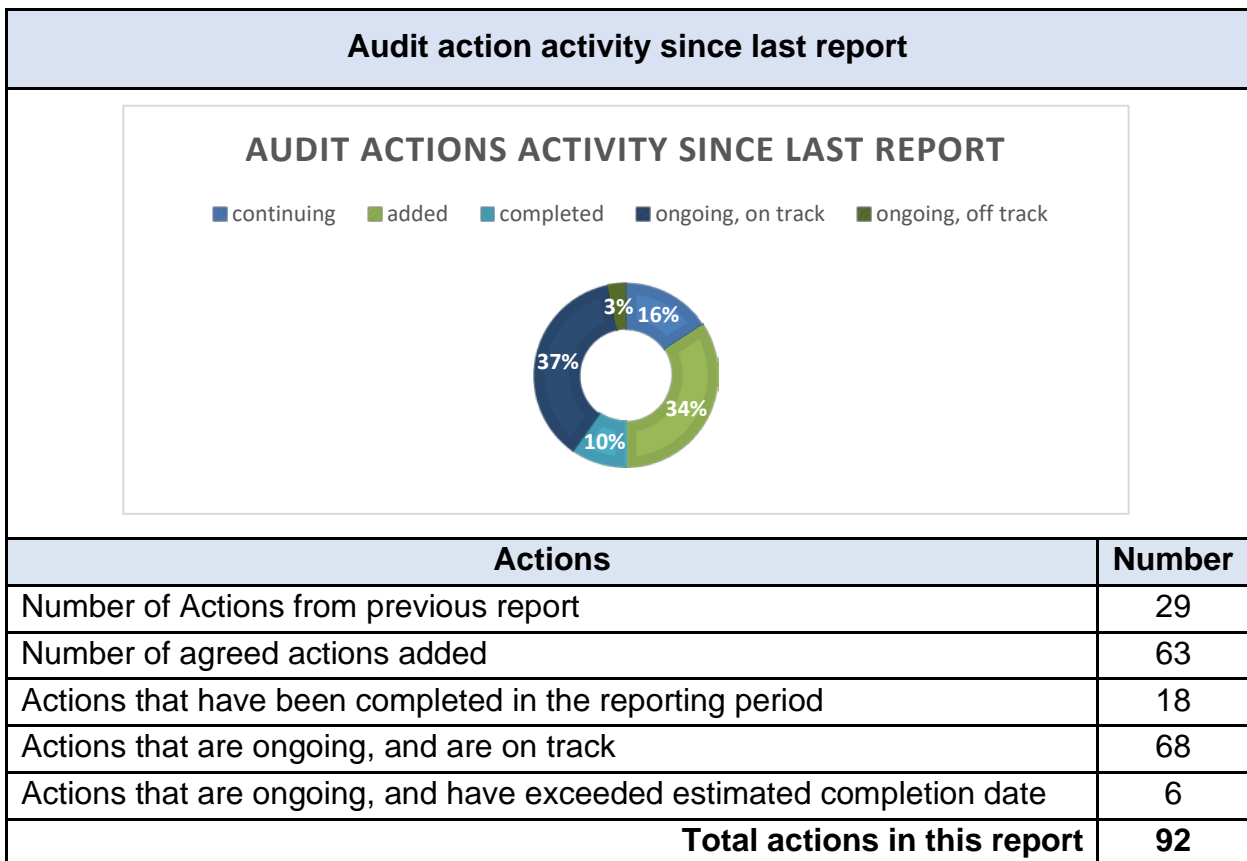 Audit action activity since last report
AUDIT ACTIONS ACTIVITY SINCE LAST REPORT
continuing added completed ongoing, on track ongoing, off track
3% 16%
37%
34%
10%
Actions Number
Number of Actions from previous report 29
Number of agreed actions added 63
Actions that have been completed in the reporting period 18
Actions that are ongoing, and are on track 68
Actions that are ongoing, and have exceeded estimated completion date 6
Total actions in this report 92